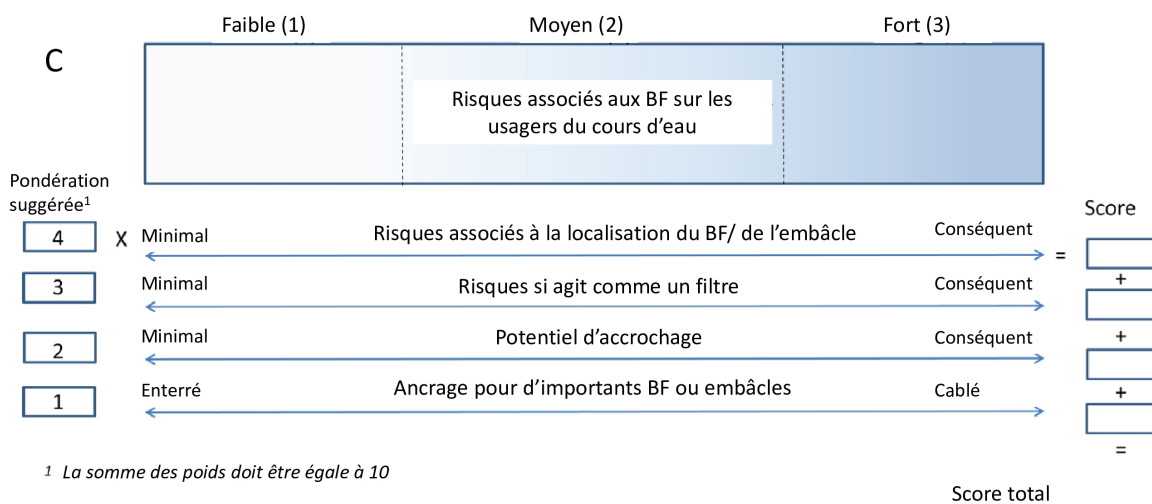 Faible (1) Moyen (2) Fort (3)
C
Risques associés aux BF sur les
usagers du cours d'eau
Pondération
suggérée¹
Score
4 X Minimal Risques associés à la localisation du BF/ de l'embâcle Conséquent =
+
3 Minimal Risques si agit comme un filtre Conséquent
+
2 Minimal Potentiel d'accrochage Conséquent
+
1 Enterré Ancrage pour d'importants BF ou embâcles Cablé
=
¹ La somme des poids doit être égale à 10
Score total